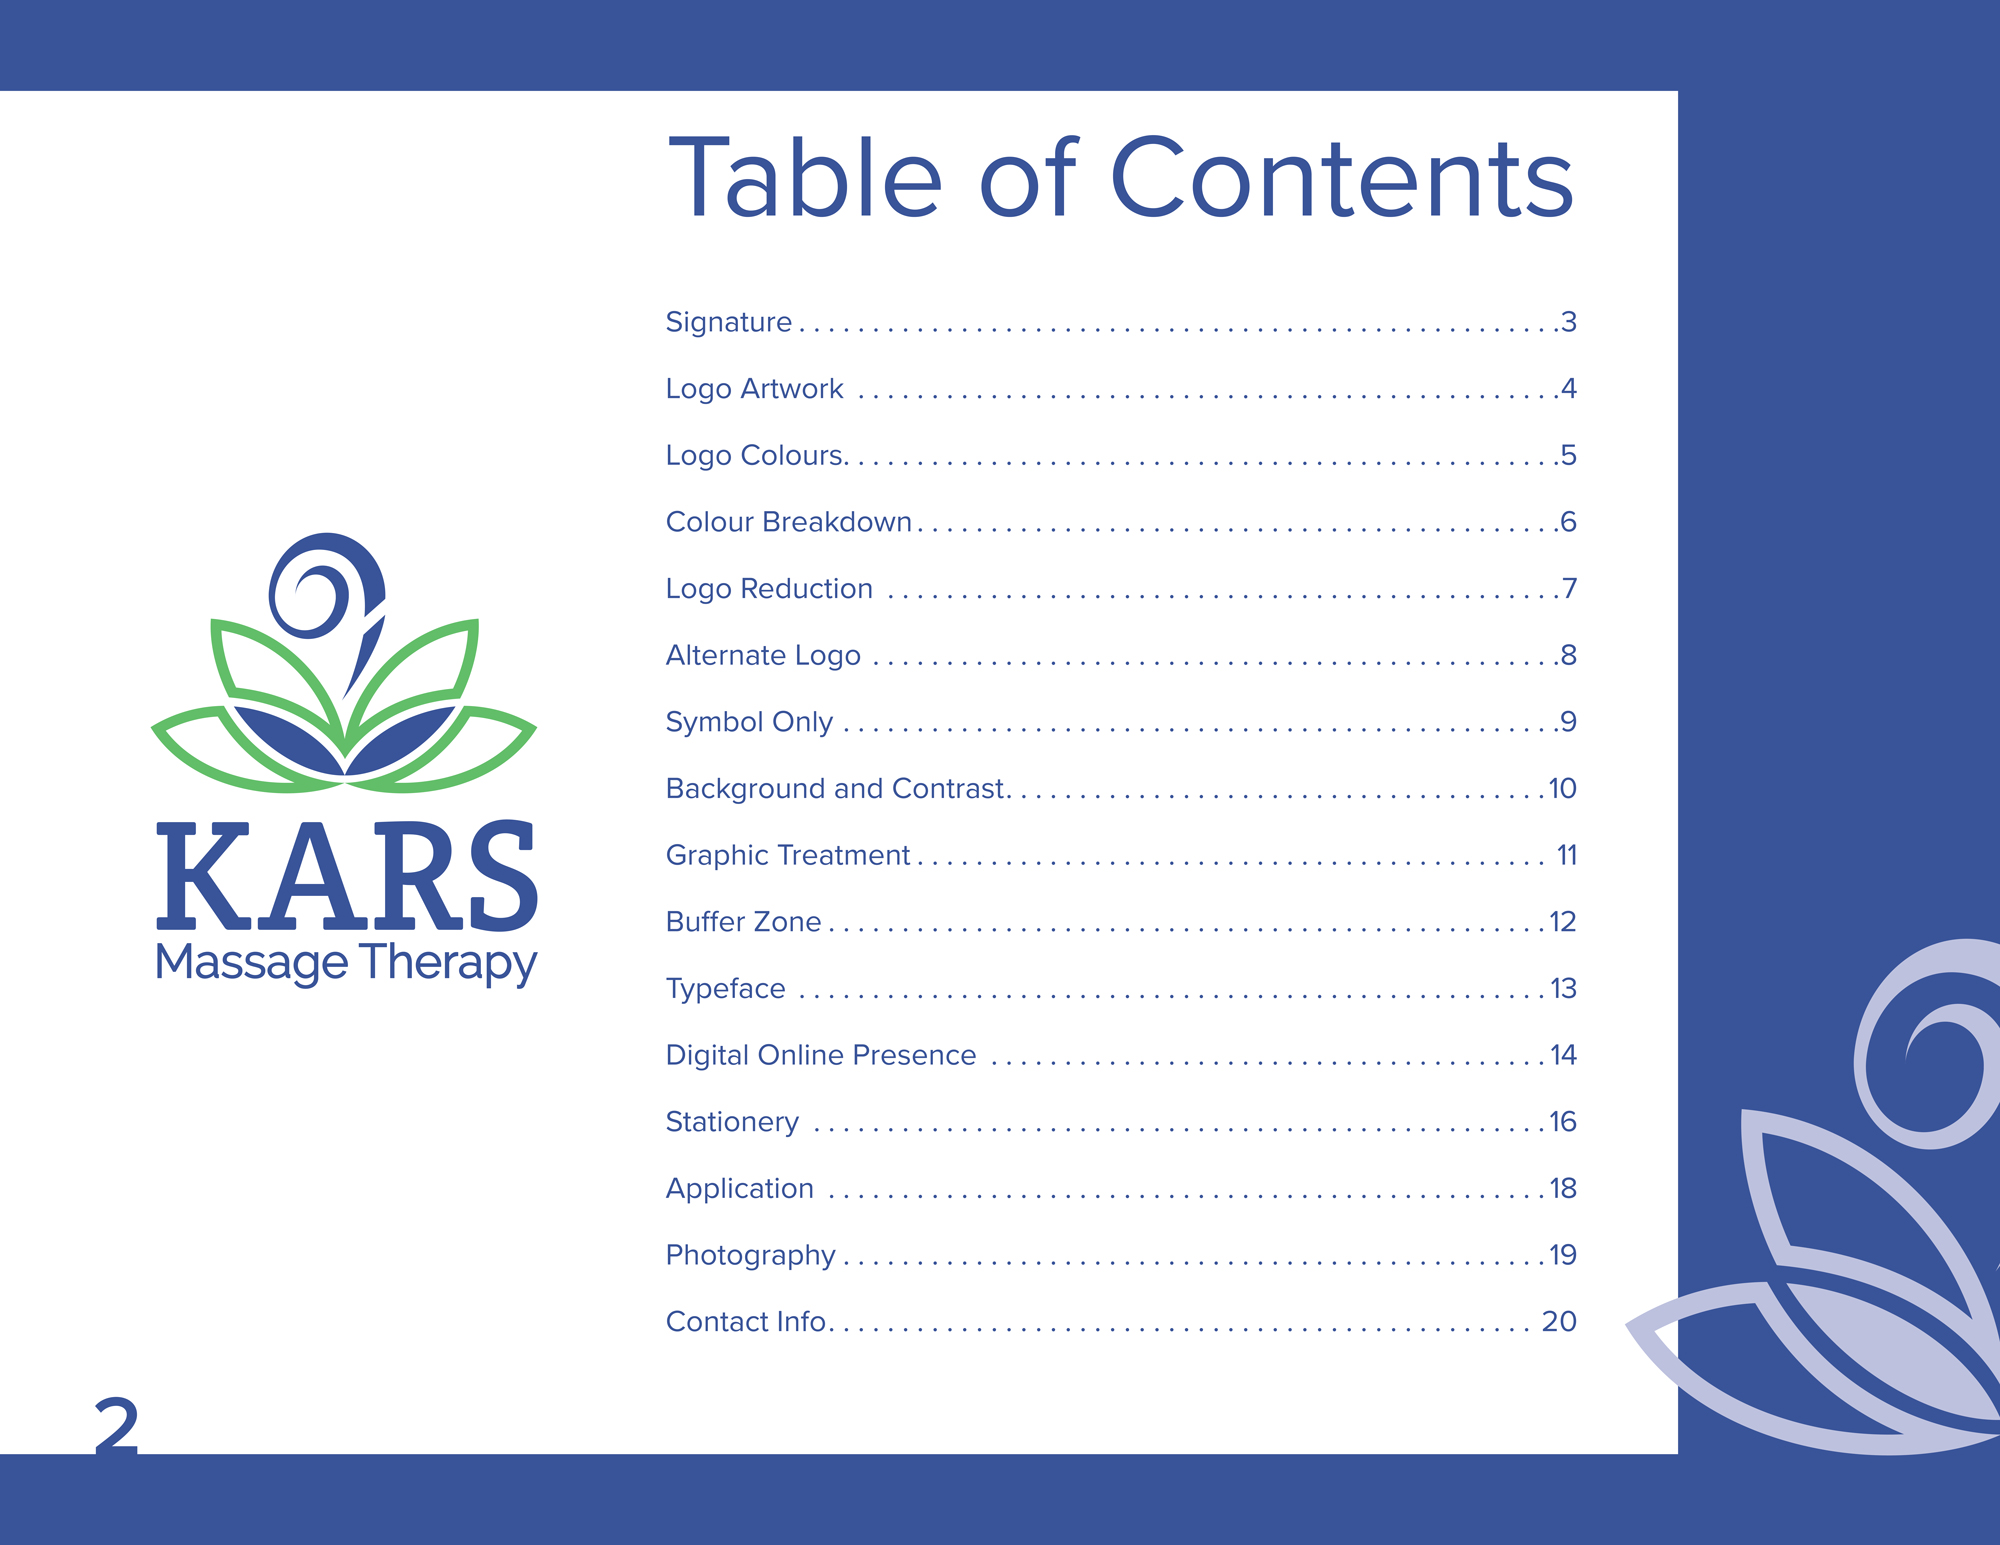 Table of Contents
Signature . . . . . . . . . . . . . . . . . . . . . . . . . . . . . . . . . . . . . . . . . . . . . . . . . . . .3
Logo Artwork . . . . . . . . . . . . . . . . . . . . . . . . . . . . . . . . . . . . . . . . . . . . . . . .4
Logo Colours. . . . . . . . . . . . . . . . . . . . . . . . . . . . . . . . . . . . . . . . . . . . . . . . .5
Colour Breakdown . . . . . . . . . . . . . . . . . . . . . . . . . . . . . . . . . . . . . . . . . . . .6
Logo Reduction . . . . . . . . . . . . . . . . . . . . . . . . . . . . . . . . . . . . . . . . . . . . . .7
Alternate Logo . . . . . . . . . . . . . . . . . . . . . . . . . . . . . . . . . . . . . . . . . . . . . . .8
Symbol Only . . . . . . . . . . . . . . . . . . . . . . . . . . . . . . . . . . . . . . . . . . . . . . . . .9
Background and Contrast. . . . . . . . . . . . . . . . . . . . . . . . . . . . . . . . . . . . . 10
Graphic Treatment . . . . . . . . . . . . . . . . . . . . . . . . . . . . . . . . . . . . . . . . . . . 11
Buffer Zone . . . . . . . . . . . . . . . . . . . . . . . . . . . . . . . . . . . . . . . . . . . . . . . . . 12
Typeface . . . . . . . . . . . . . . . . . . . . . . . . . . . . . . . . . . . . . . . . . . . . . . . . . . . 13
Digital Online Presence . . . . . . . . . . . . . . . . . . . . . . . . . . . . . . . . . . . . . . 14
Stationery . . . . . . . . . . . . . . . . . . . . . . . . . . . . . . . . . . . . . . . . . . . . . . . . . . 16
Application . . . . . . . . . . . . . . . . . . . . . . . . . . . . . . . . . . . . . . . . . . . . . . . . . 18
Photography . . . . . . . . . . . . . . . . . . . . . . . . . . . . . . . . . . . . . . . . . . . . . . . . 19
Contact Info. . . . . . . . . . . . . . . . . . . . . . . . . . . . . . . . . . . . . . . . . . . . . . . . 20
KARS
Massage Therapy
2